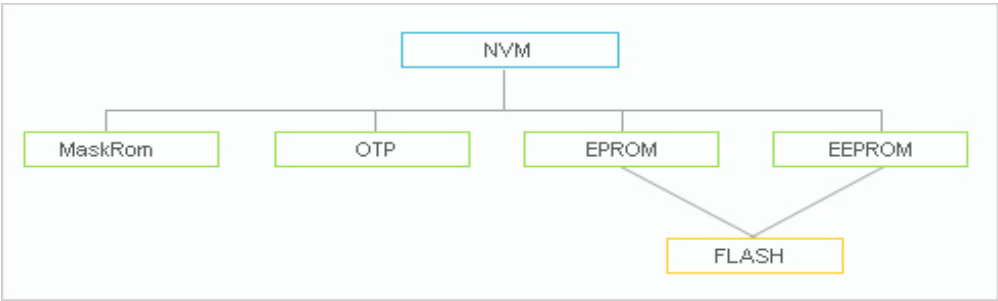 NVM
MaskRom
OTP
EPROM
EEPROM
FLASH